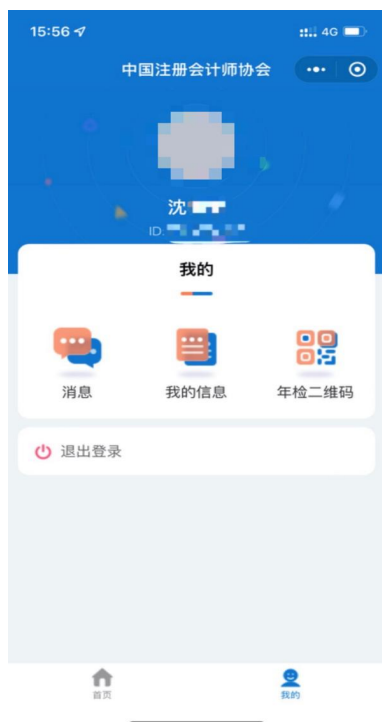 15:56 4G
中国注册会计师协会
沈
ID:
我的
消息 我的信息 年检二维码
退出登录
首页 我的